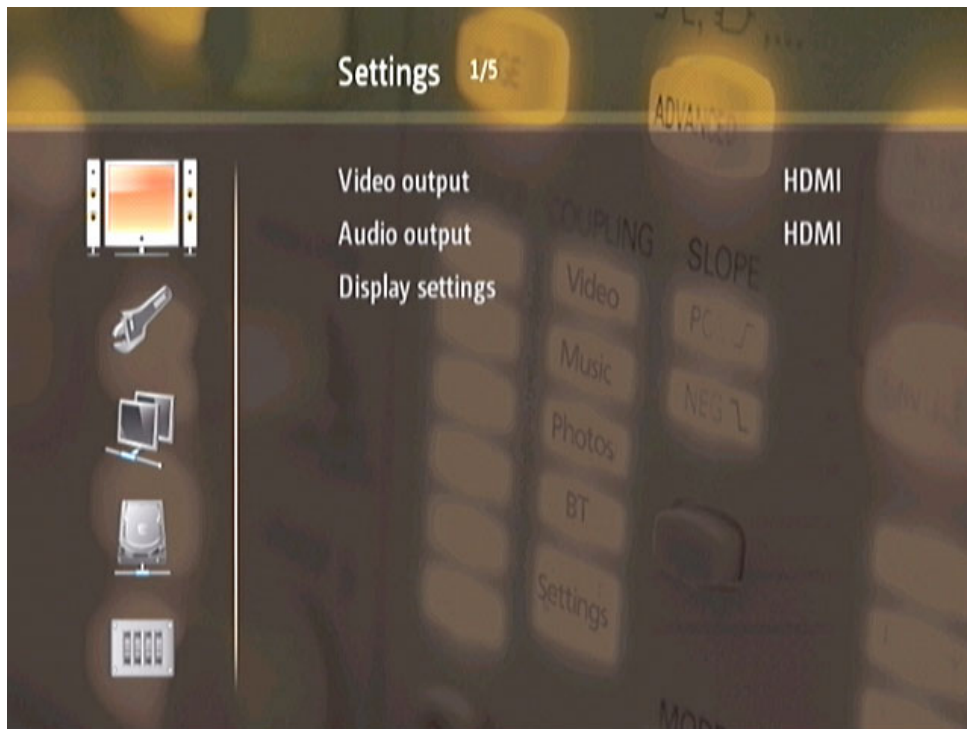 Settings 1/5
ADVANCED
Video output HDMI
Audio output HDMI
Display settings
COUPLING
SLOPE
Video
Music
Photos
BT
Settings
NEG